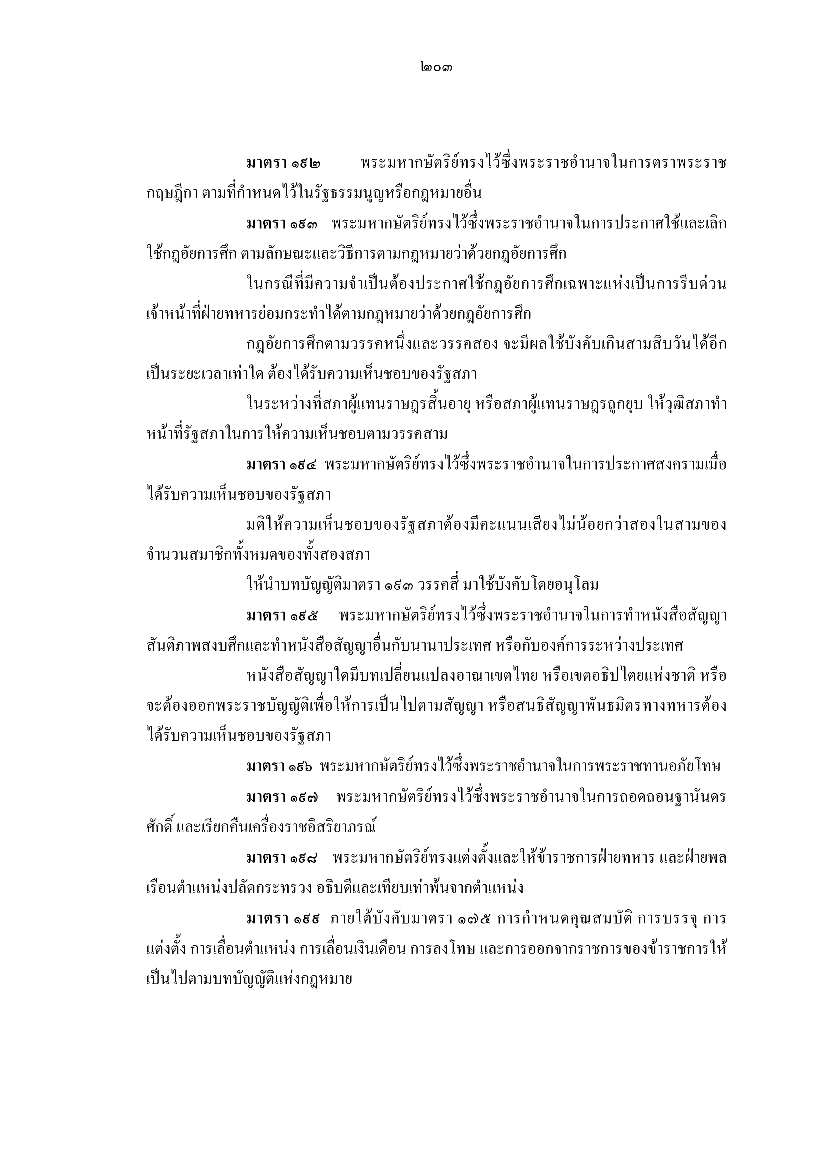 ๒๐๓
มาตรา ๑๙๒ พระมหากษัตริย์ทรงไว้ซึ่งพระราชอำนาจในการตราพระราช
กฤษฎีกา ตามที่กำหนดไว้ในรัฐธรรมนูญหรือกฎหมายอื่น
มาตรา ๑๙๓ พระมหากษัตริย์ทรงไว้ซึ่งพระราชอำนาจในการประกาศใช้และเลิก
ใช้กฎอัยการศึก ตามลักษณะและวิธีการตามกฎหมายว่าด้วยกฎอัยการศึก
ในกรณีที่มีความจำเป็นต้องประกาศใช้กฎอัยการศึกเฉพาะแห่งเป็นการรีบด่วน
เจ้าหน้าที่ฝ่ายทหารย่อมกระทำได้ตามกฎหมายว่าด้วยกฎอัยการศึก
กฎอัยการศึกตามวรรคหนึ่งและวรรคสอง จะมีผลใช้บังคับเกินสามสิบวันได้อีก
เป็นระยะเวลาเท่าใด ต้องได้รับความเห็นชอบของรัฐสภา
ในระหว่างที่สภาผู้แทนราษฎรสิ้นอายุ หรือสภาผู้แทนราษฎรถูกยุบ ให้วุฒิสภาทำ
หน้าที่รัฐสภาในการให้ความเห็นชอบตามวรรคสาม
มาตรา ๑๙๔ พระมหากษัตริย์ทรงไว้ซึ่งพระราชอำนาจในการประกาศสงครามเมื่อ
ได้รับความเห็นชอบของรัฐสภา
มติให้ความเห็นชอบของรัฐสภาต้องมีคะแนนเสียงไม่น้อยกว่าสองในสามของ
จำนวนสมาชิกทั้งหมดของทั้งสองสภา
ให้นำบทบัญญัติมาตรา ๑๙๓ วรรคสี่ มาใช้บังคับโดยอนุโลม
มาตรา ๑๙๕ พระมหากษัตริย์ทรงไว้ซึ่งพระราชอำนาจในการทำหนังสือสัญญา
สันติภาพสงบศึกและทำหนังสือสัญญาอื่นกับนานาประเทศ หรือกับองค์การระหว่างประเทศ
หนังสือสัญญาใดมีบทเปลี่ยนแปลงอาณาเขตไทย หรือเขตอธิปไตยแห่งชาติ หรือ
จะต้องออกพระราชบัญญัติเพื่อให้การเป็นไปตามสัญญา หรือสนธิสัญญาพันธมิตรทางทหารต้อง
ได้รับความเห็นชอบของรัฐสภา
มาตรา ๑๙๖ พระมหากษัตริย์ทรงไว้ซึ่งพระราชอำนาจในการพระราชทานอภัยโทษ
มาตรา ๑๙๗ พระมหากษัตริย์ทรงไว้ซึ่งพระราชอำนาจในการถอดถอนฐานันดร
ศักดิ์ และเรียกคืนเครื่องราชอิสริยาภรณ์
มาตรา ๑๙๘ พระมหากษัตริย์ทรงแต่งตั้งและให้ข้าราชการฝ่ายทหาร และฝ่ายพล
เรือนตำแหน่งปลัดกระทรวง อธิบดีและเทียบเท่าพ้นจากตำแหน่ง
มาตรา ๑๙๙ ภายใต้บังคับมาตรา ๑๗๕ การกำหนดคุณสมบัติ การบรรจุ การ
แต่งตั้ง การเลื่อนตำแหน่ง การเลื่อนเงินเดือน การลงโทษ และการออกจากราชการของข้าราชการให้
เป็นไปตามบทบัญญัติแห่งกฎหมาย